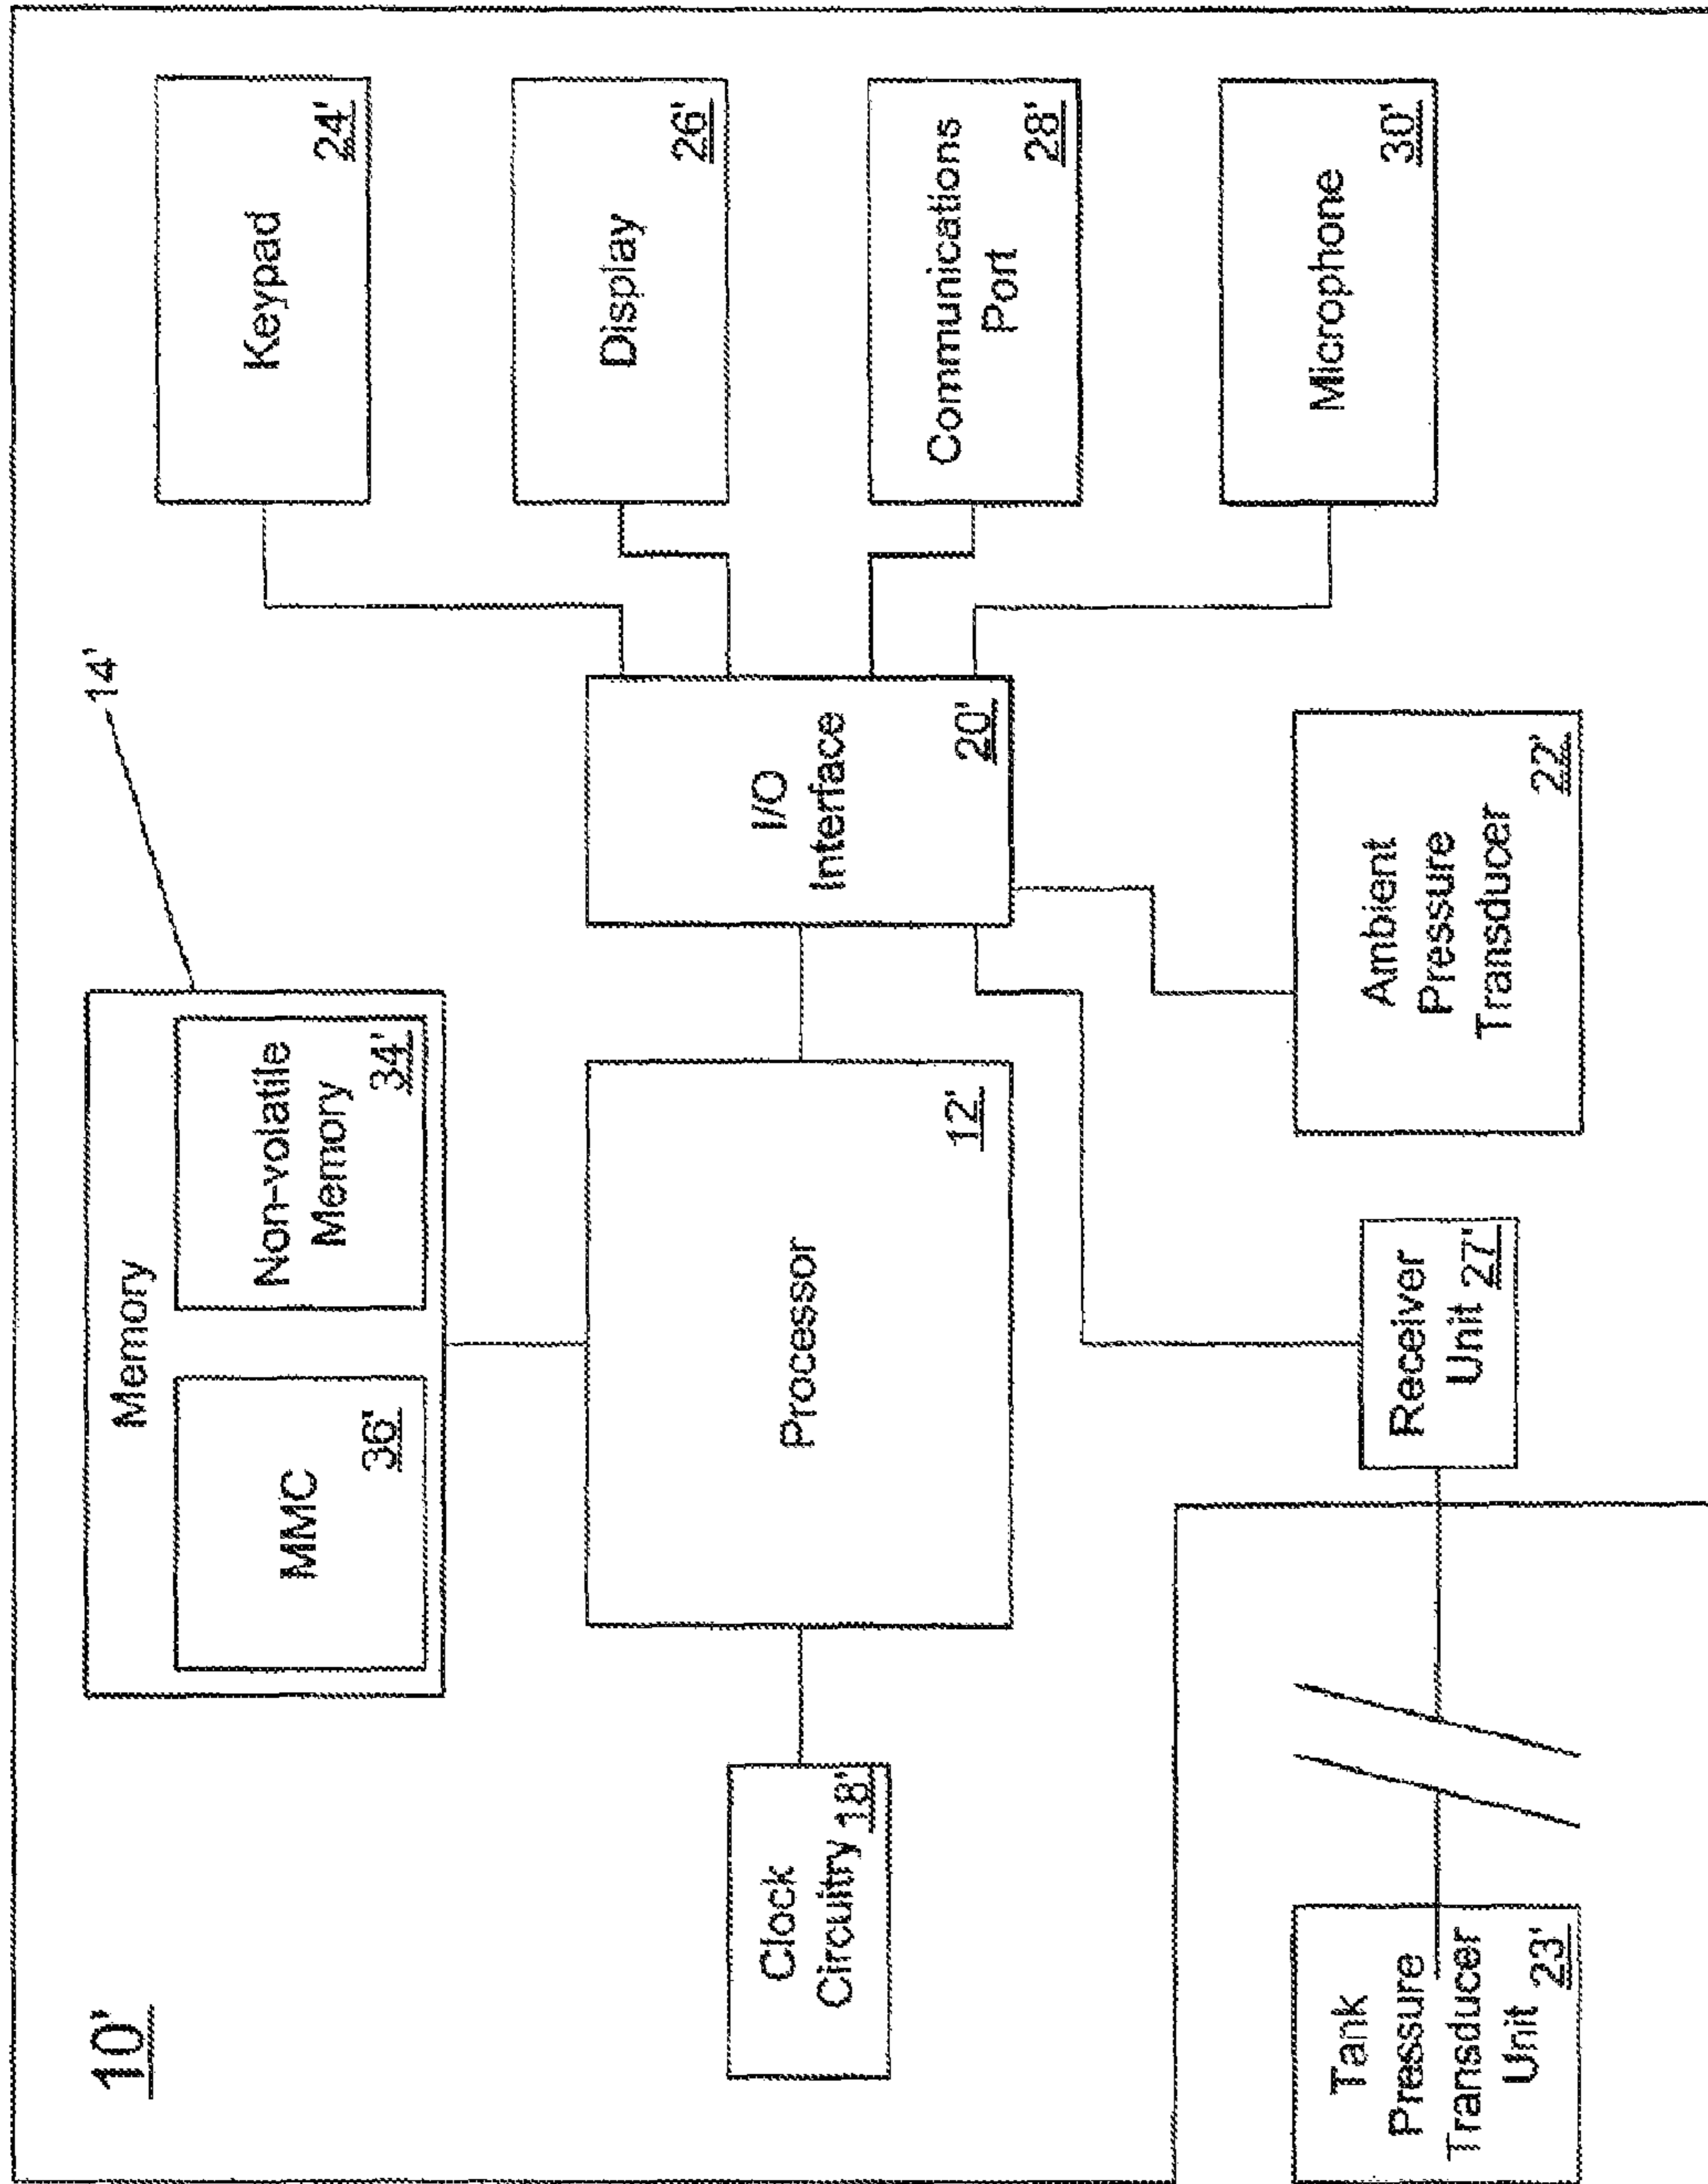 10'
14'
Memory
MMC
36'
Non-volatile
Memory
34'
Keypad
24'
Clock
Circuitry 18'
Processor
12'
I/O
Interface
20'
Display
26'
Communications
Port
28'
Microphone
30'
Tank
Pressure
Transducer
Unit 23'
Receiver
Unit 27'
Ambient
Pressure
Transducer
22'